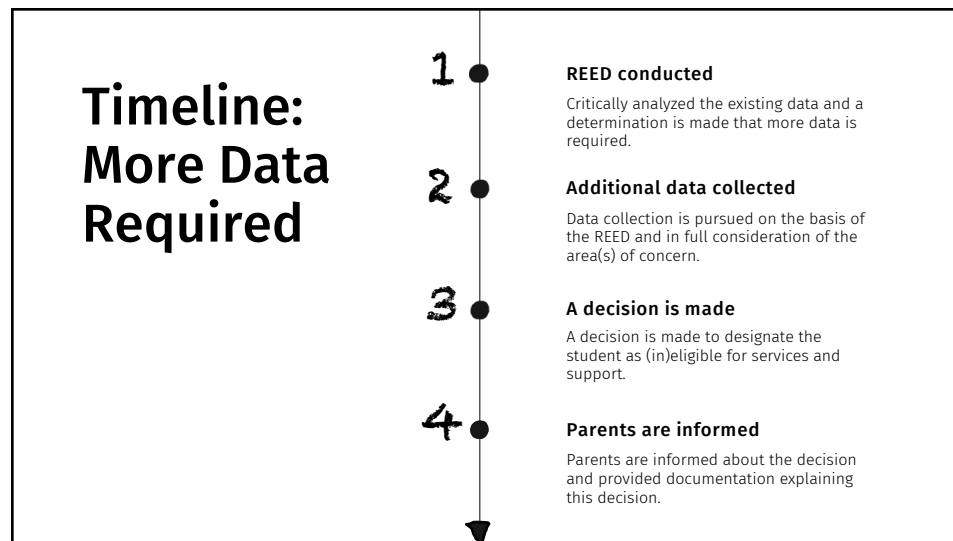 Timeline:
More Data
Required
1
REED conducted
Critically analyzed the existing data and a
determination is made that more data is
required.
2
Additional data collected
Data collection is pursued on the basis of
the REED and in full consideration of the
area(s) of concern.
3
A decision is made
A decision is made to designate the
student as (in)eligible for services and
support.
4
Parents are informed
Parents are informed about the decision
and provided documentation explaining
this decision.